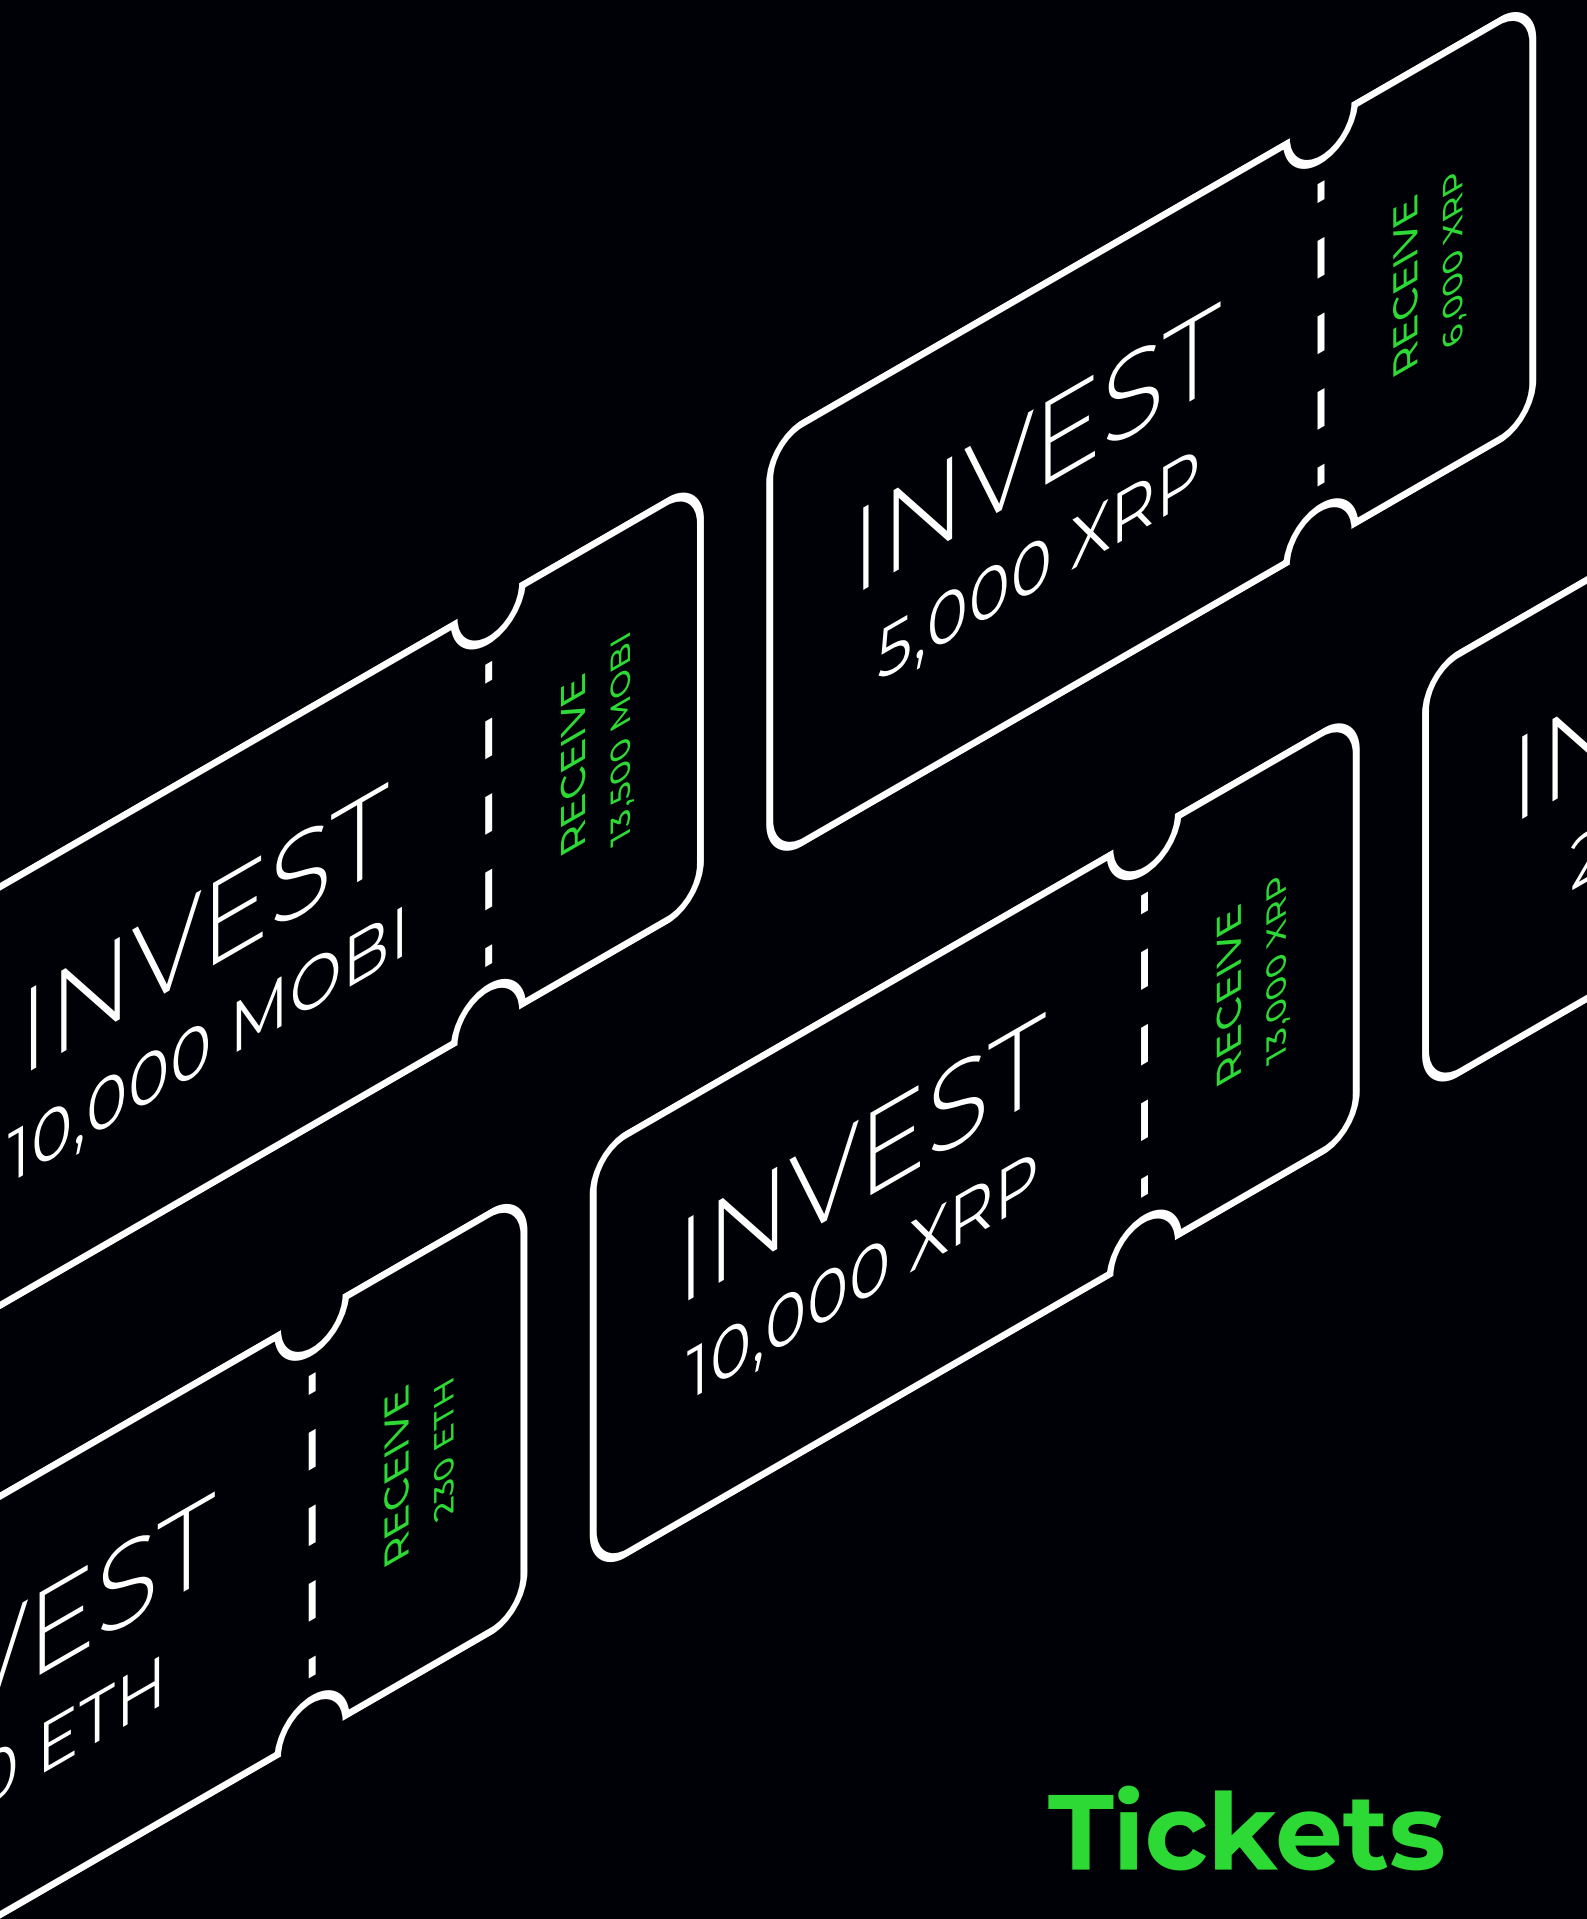 INVEST
5,000 XRP
RECEIVE
6,000 XRP
INVEST
10,000 MOBI
RECEIVE
13,500 MOBI
INVEST
10,000 XRP
RECEIVE
13,000 XRP
ETH
RECEIVE
230 ETH
Tickets